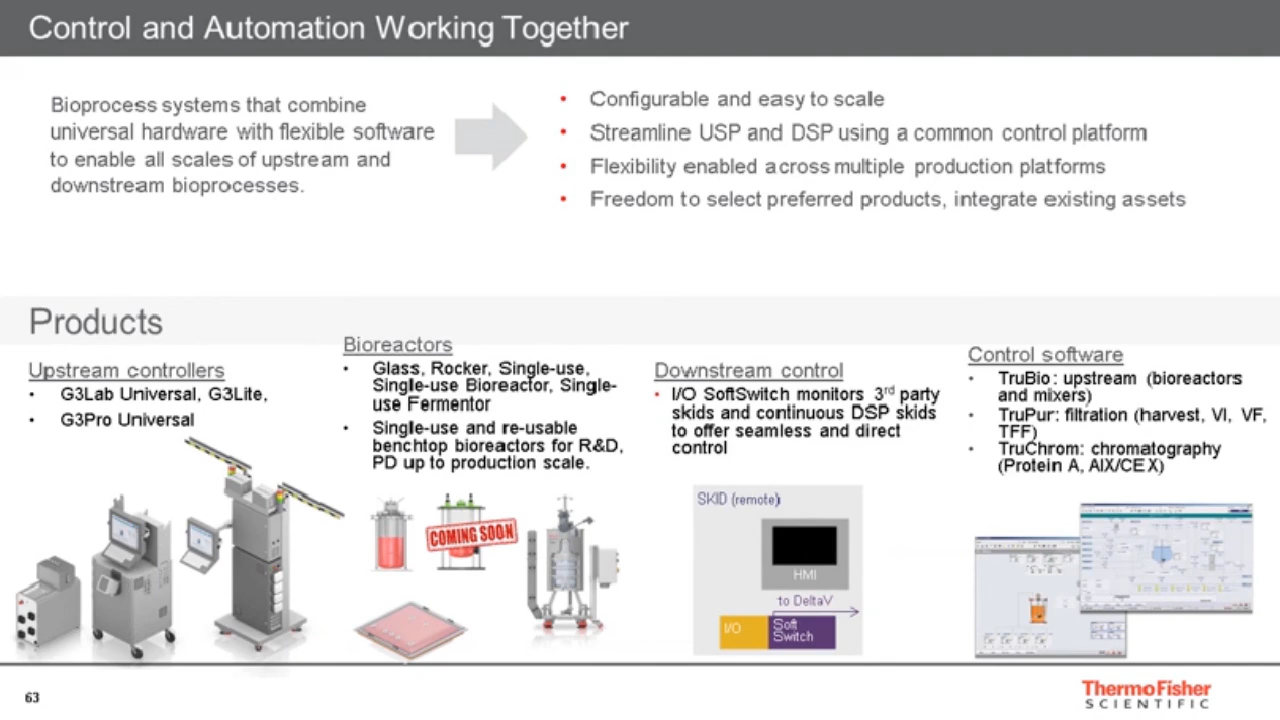 Control and Automation Working Together
Bioprocess systems that combine
universal hardware with flexible software
to enable all scales of upstream and
downstream bioprocesses.
• Configurable and easy to scale
• Streamline USP and DSP using a common control platform
• Flexibility enabled across multiple production platforms
• Freedom to select preferred products, integrate existing assets
Products
Upstream controllers
• G3Lab Universal, G3Lite,
• G3Pro Universal
Bioreactors
• Glass, Rocker, Single-use,
Single-use Bioreactor, Single-
use Fermentor
• Single-use and re-usable
benchtop bioreactors for R&D,
PD up to production scale.
COMING SOON
Downstream control
• I/O SoftSwitch monitors 3rd party
skids and continuous DSP skids
to offer seamless and direct
control
SKID (remote)
HMI
to DeltaV
I/O
Soft
Switch
Control software
• TruBio: upstream (bioreactors
and mixers)
• TruPur: filtration (harvest, VI, VF,
TFF)
• TruChrom: chromatography
(Protein A, AIX/CEX)
63
ThermoFisher
SCIENTIFIC